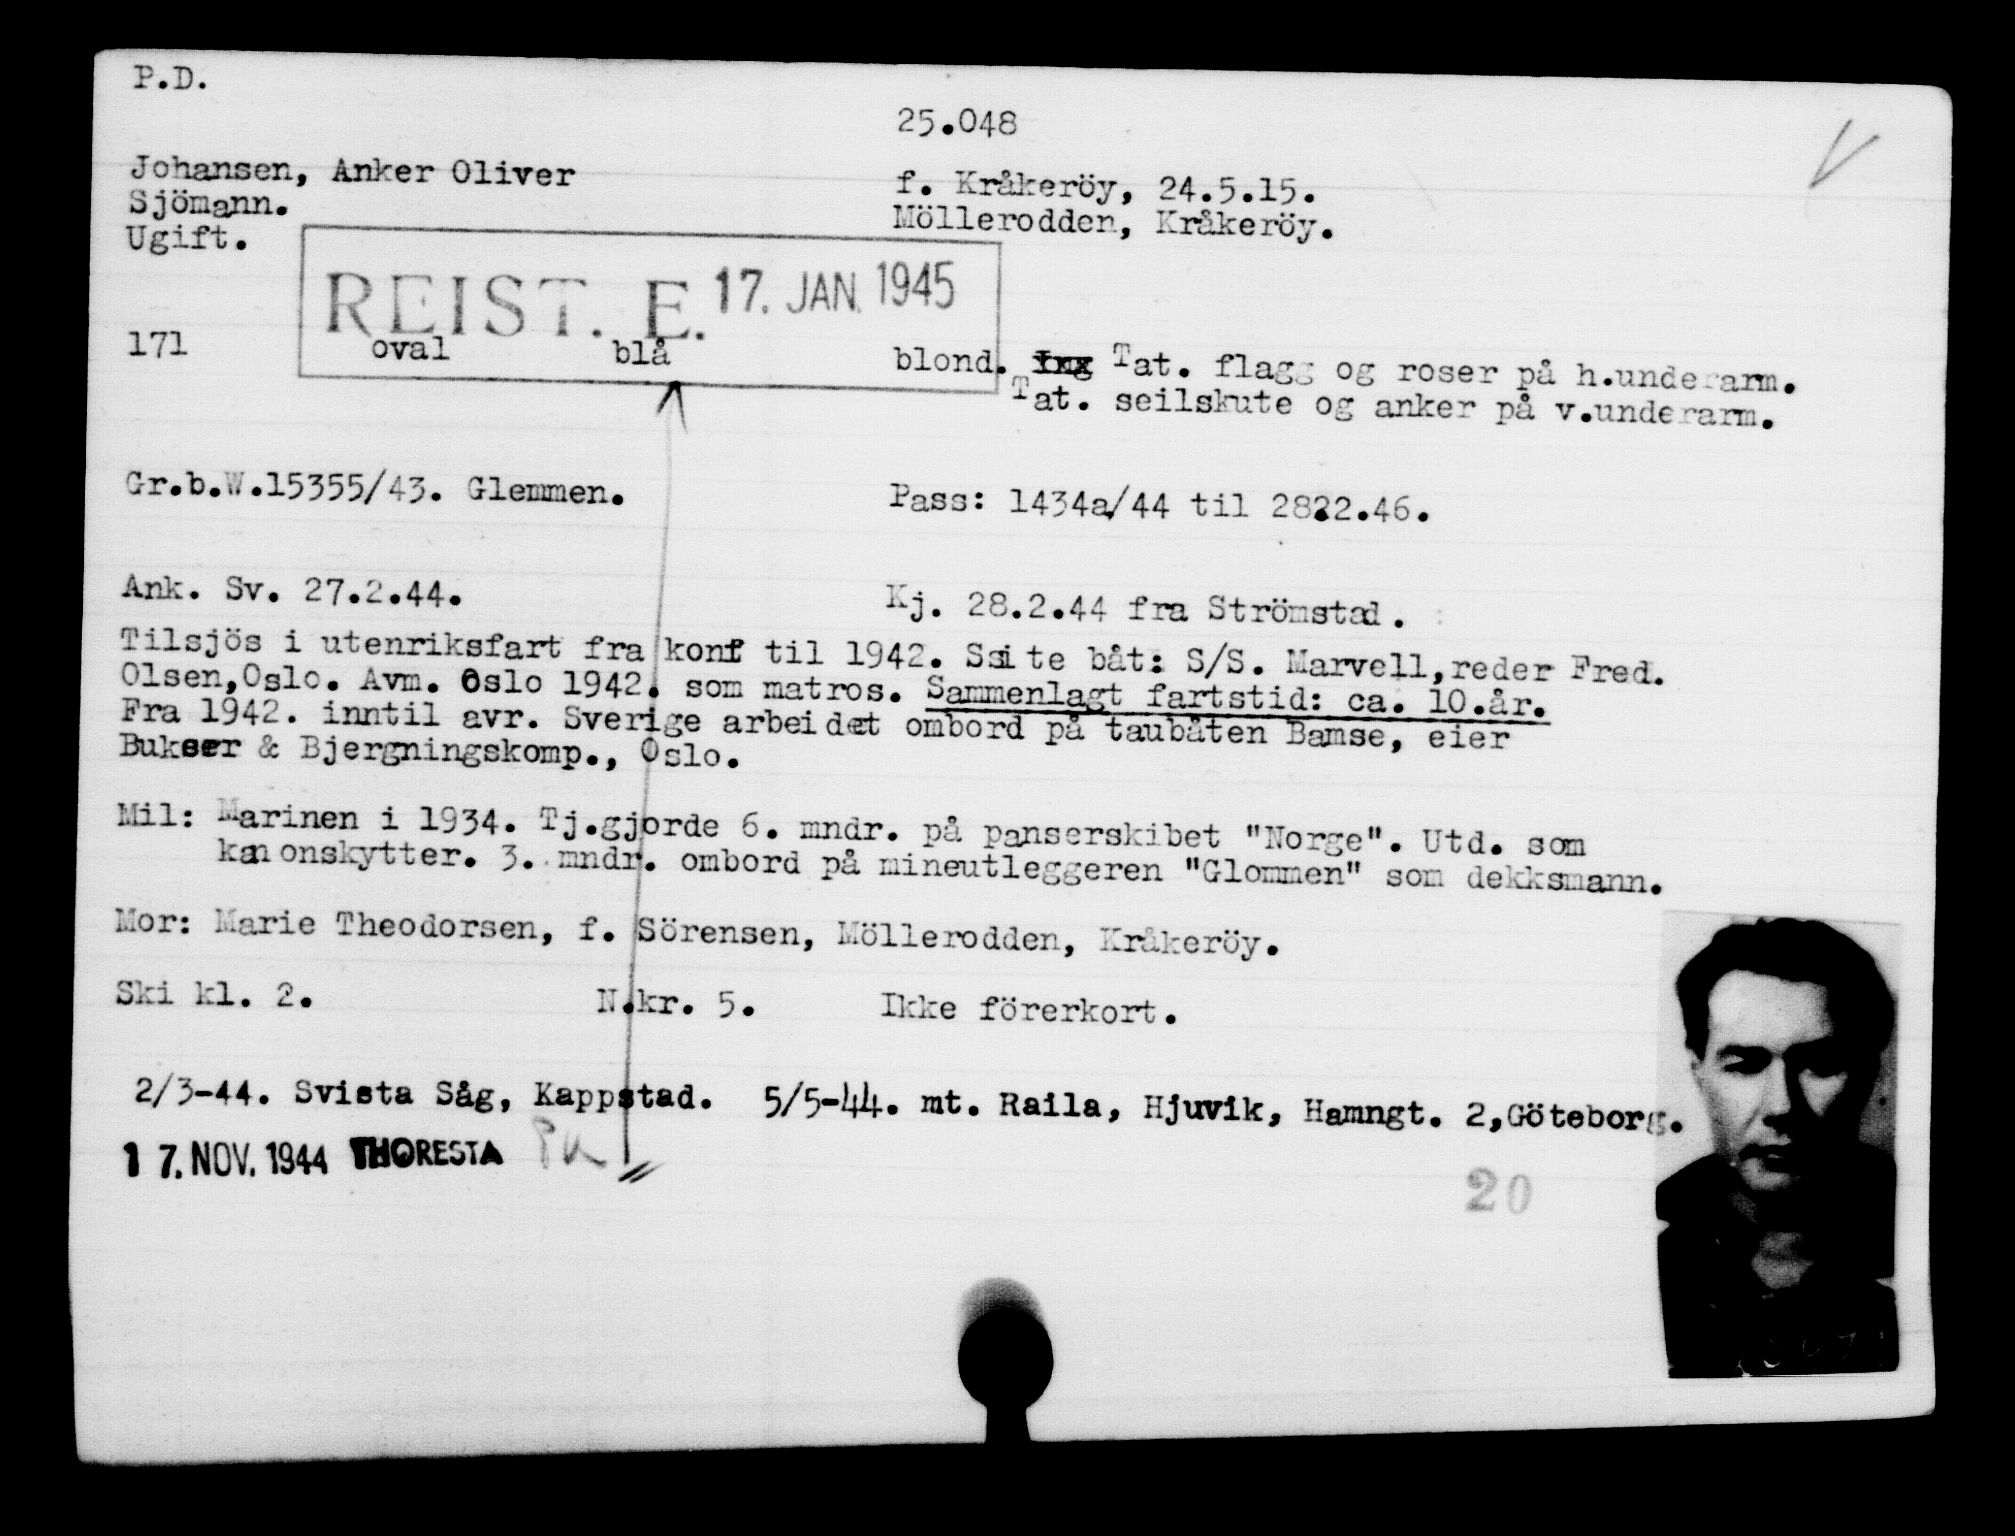 P.D.
25.048
Johansen, Anker Oliver
f. Kråkeröy, 24.5.15.
Sjömann.
Möllerodden, Kråkeröy.
Ugift.
REIST. E. 17. JAN. 1945
171 oval blå blond. Tat. flagg og roser på h.underarm.
Tat. seilskute og anker på v.underarm.
Gr.b.W.15355/43. Glemmen.
Pass: 1434a/44 til 2822.46.
Ank. Sv. 27.2.44.
Kj. 28.2.44 fra Strömstad.
Tilsjös i utenriksfart fra konf til 1942. Ssite båt: S/S. Marvell,reder Fred.
Olsen,Oslo. Avm. Oslo 1942. som matros. Sammenlagt fartstid: ca. 10.år.
Fra 1942. inntil avr. Sverige arbeidet ombord på taubåten Bamse, eier
Bukser & Bjergningskomp., Oslo.
Mil: Marinen i 1934. Tj.gjorde 6. mndr. på panserskibet "Norge". Utd. som
kanonskytter. 3. mndr. ombord på mineutleggeren "Glommen" som dekksmann.
Mor: Marie Theodorsen, f. Sörensen, Möllerodden, Kråkeröy.
Ski kl. 2. N.kr. 5. Ikke förerkort.
2/3-44. Svista Såg, Kappstad. 5/5-44. mt. Raila, Hjuvik, Hamngt. 2,Göteborg.
17. NOV. 1944 THORESTA
20